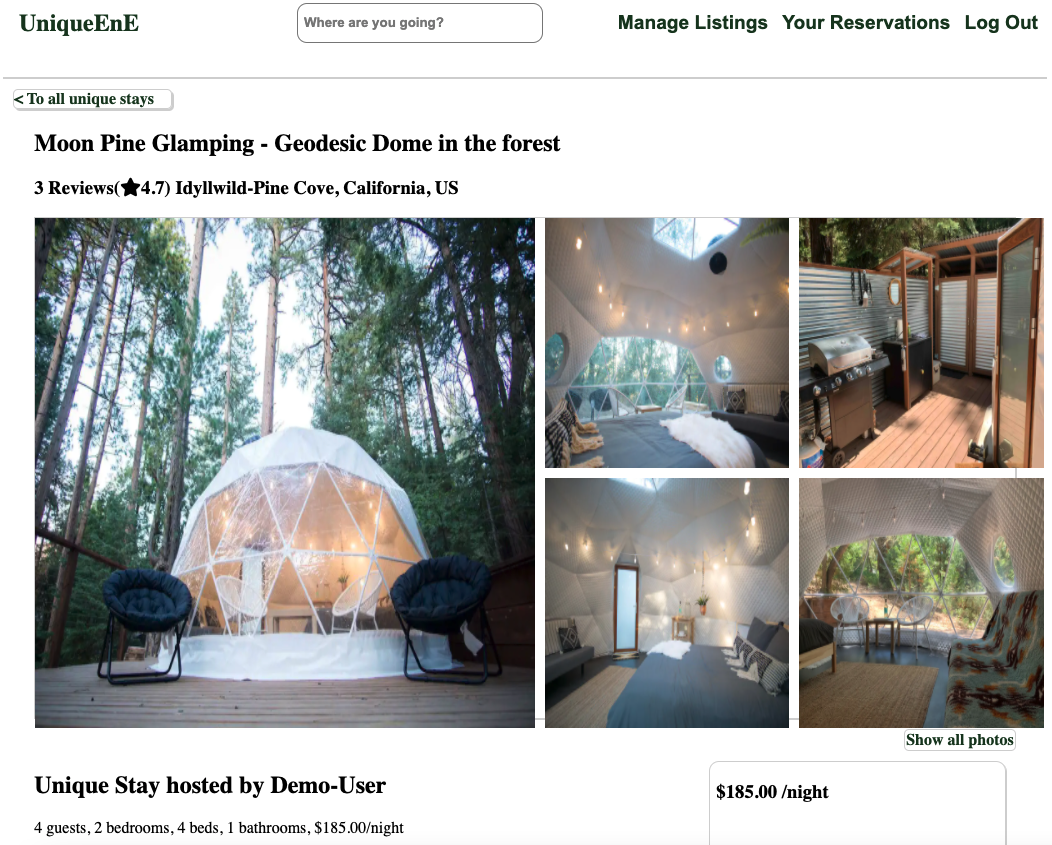 UniqueEnE
Where are you going?
Manage Listings Your Reservations Log Out
< To all unique stays
Moon Pine Glamping - Geodesic Dome in the forest
3 Reviews(★4.7) Idyllwild-Pine Cove, California, US
Show all photos
Unique Stay hosted by Demo-User
$185.00 /night
4 guests, 2 bedrooms, 4 beds, 1 bathrooms, $185.00/night